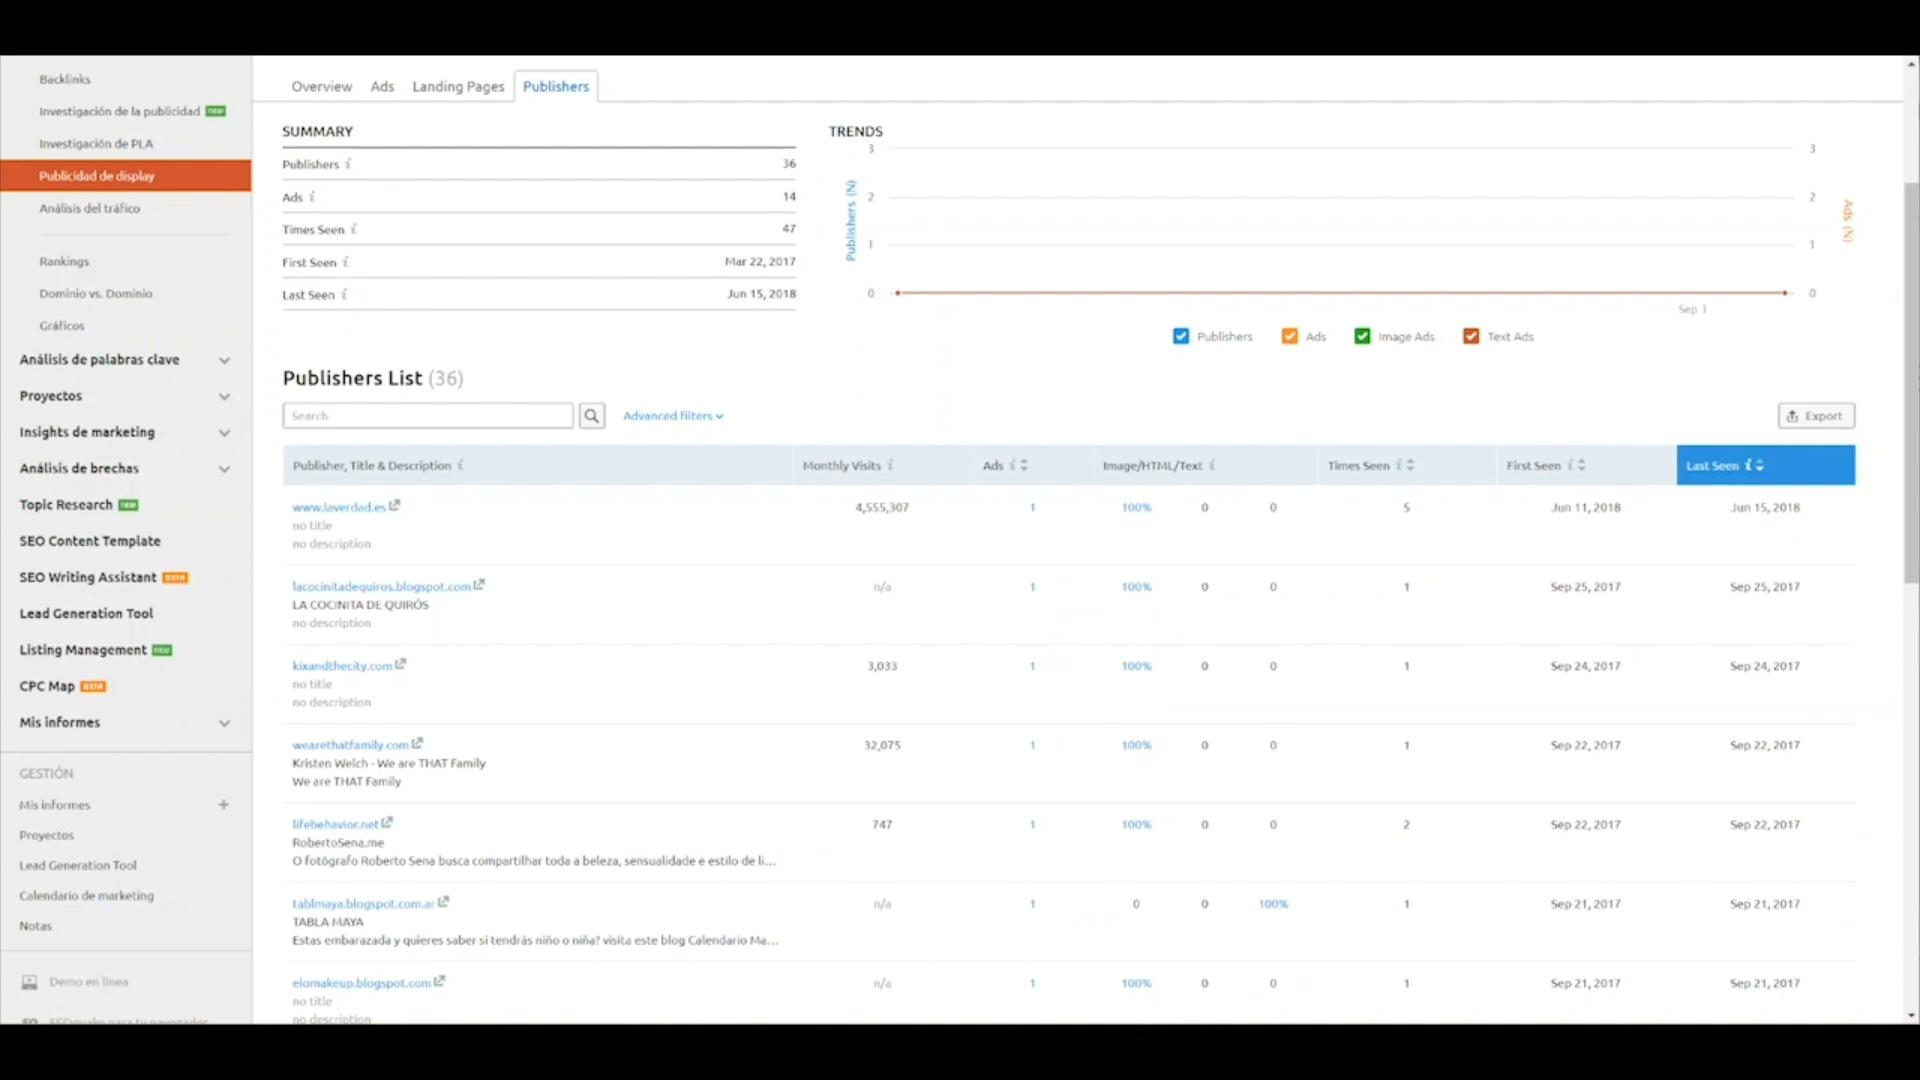 Backlinks
Investigación de la publicidad new
Investigación de PLA
Publicidad de display
Análisis del tráfico
Rankings
Dominio vs. Dominio
Gráficos
Análisis de palabras clave
Proyectos
Insights de marketing
Análisis de brechas
Topic Research new
SEO Content Template
SEO Writing Assistant BETA
Lead Generation Tool
Listing Management new
CPC Map BETA
Mis informes
GESTIÓN
Mis informes +
Proyectos
Lead Generation Tool
Calendario de marketing
Notas
Demo en línea
SEOquake para tu navegador
Overview Ads Landing Pages Publishers
SUMMARY
Publishers i 36
Ads i 14
Times Seen i 47
First Seen i Mar 22, 2017
Last Seen i Jun 15, 2018
TRENDS
3 3
2 2
1 1
0 0
Publishers (N)
Ads (N)
Sep 1
Publishers Ads Image Ads Text Ads
Publishers List (36)
Search Advanced filters Export
Publisher, Title & Description i Monthly Visits i Ads i Image/HTML/Text i Times Seen i First Seen i Last Seen i
www.laverdad.es 4,555,307 1 100% 0 0 5 Jun 11, 2018 Jun 15, 2018
no title
no description
lacocinitadequiros.blogspot.com n/a 1 100% 0 0 1 Sep 25, 2017 Sep 25, 2017
LA COCINITA DE QUIRÓS
no description
kixandthecity.com 3,033 1 100% 0 0 1 Sep 24, 2017 Sep 24, 2017
no title
no description
wearethatfamily.com 32,075 1 100% 0 0 1 Sep 22, 2017 Sep 22, 2017
Kristen Welch - We are THAT Family
We are THAT Family
lifebehavior.net 747 1 100% 0 0 2 Sep 22, 2017 Sep 22, 2017
RobertoSena.me
O fotógrafo Roberto Sena busca compartilhar toda a beleza, sensualidade e estilo de li...
tablmaya.blogspot.com.ar n/a 1 0 0 100% 1 Sep 21, 2017 Sep 21, 2017
TABLA MAYA
Estas embarazada y quieres saber si tendrás niño o niña? visita este blog Calendario Ma...
elomakeup.blogspot.com n/a 1 100% 0 0 1 Sep 21, 2017 Sep 21, 2017
no title
no description